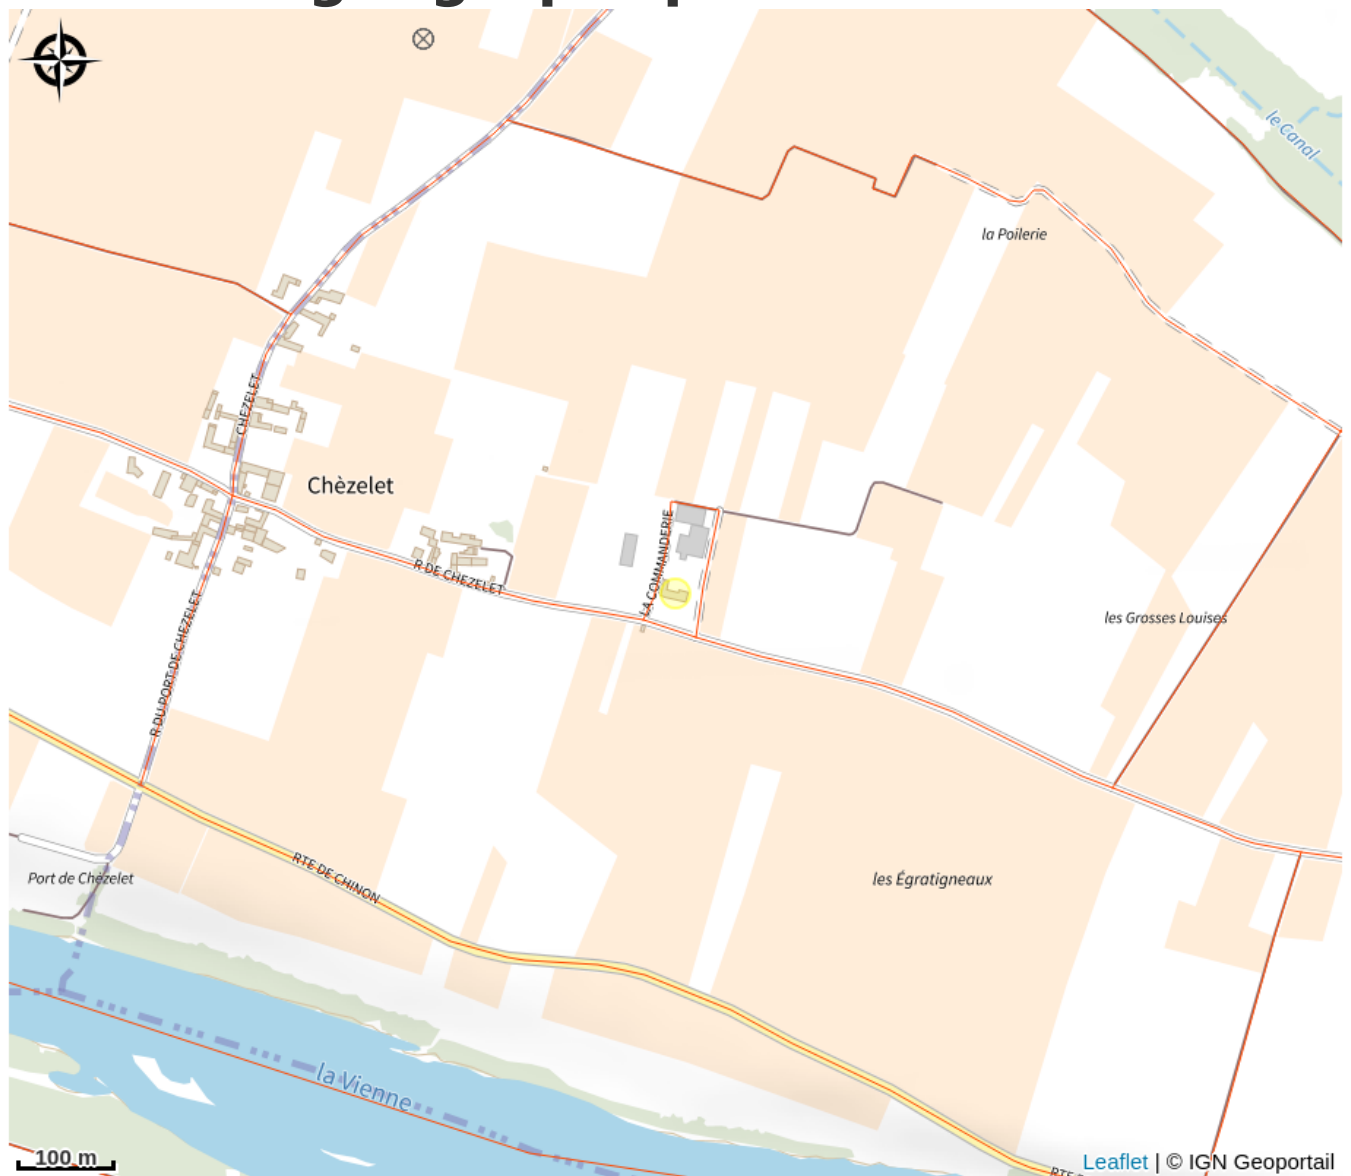 le Canal
la Poilerie
CHEZELET
Chèzelet
LA COMMANDERIE
R DE CHEZELET
les Grosses Louises
R DU PORT DE CHEZELET
RTE DE CHINON
Port de Chèzelet
les Égratigneaux
la Vienne
100 m
Leaflet | © IGN Geoportail